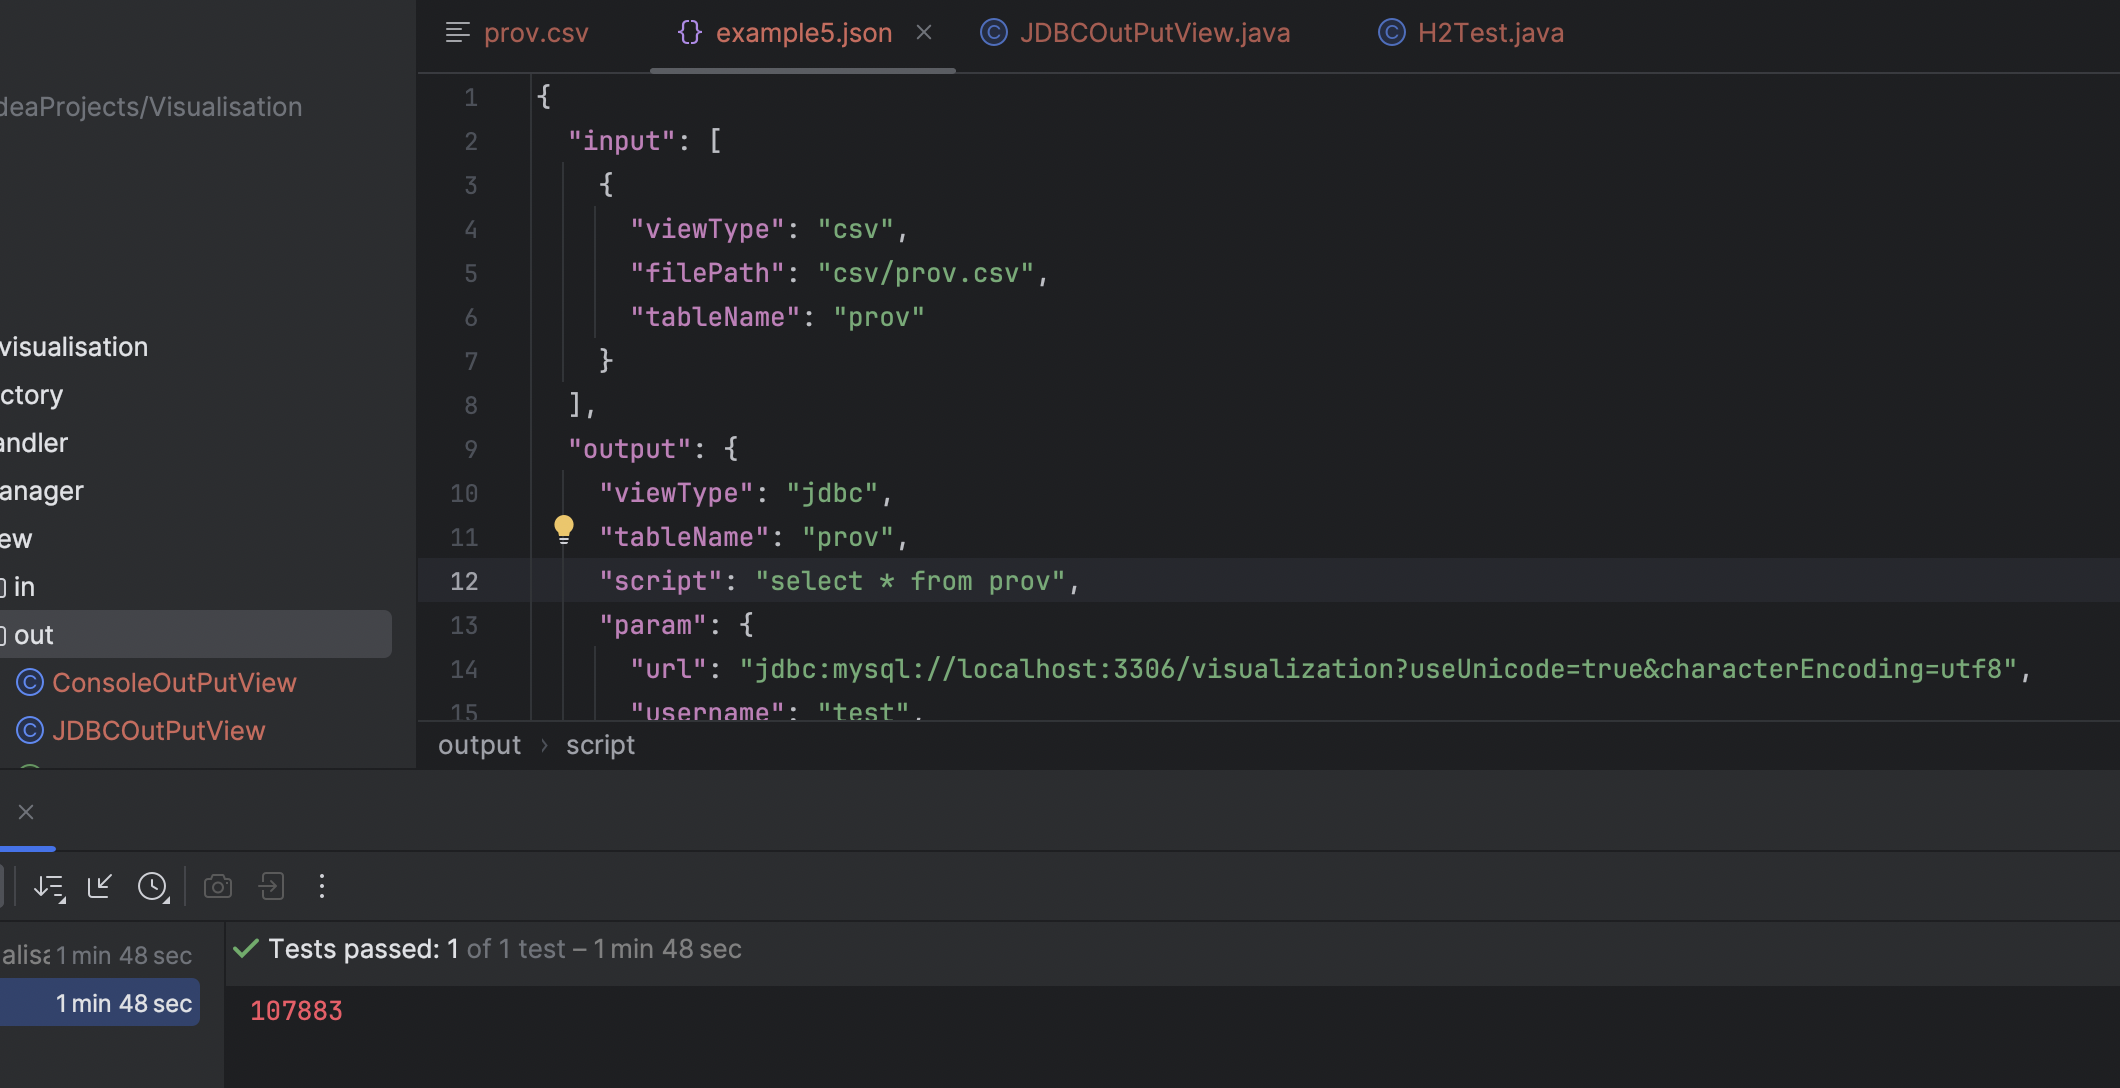 prov.csv
example5.json
JDBCOutPutView.java
H2Test.java
deaProjects/Visualisation
visualisation
ctory
andler
anager
ew
in
out
ConsoleOutPutView
JDBCOutPutView
1 {
2 "input": [
3 {
4 "viewType": "csv",
5 "filePath": "csv/prov.csv",
6 "tableName": "prov"
7 }
8 ],
9 "output": {
10 "viewType": "jdbc",
11 "tableName": "prov",
12 "script": "select * from prov",
13 "param": {
14 "url": "jdbc:mysql://localhost:3306/visualization?useUnicode=true&characterEncoding=utf8",
15 "username": "test",
output › script
alisa 1 min 48 sec
1 min 48 sec
Tests passed: 1 of 1 test – 1 min 48 sec
107883